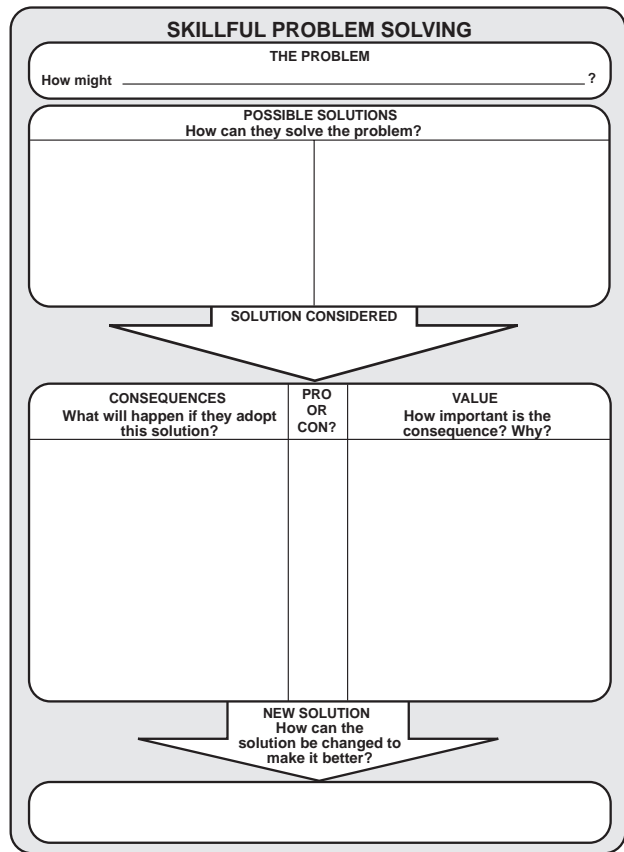 SKILLFUL PROBLEM SOLVING
THE PROBLEM
How might ?
POSSIBLE SOLUTIONS
How can they solve the problem?
SOLUTION CONSIDERED
CONSEQUENCES
What will happen if they adopt
this solution?
PRO
OR
CON?
VALUE
How important is the
consequence? Why?
NEW SOLUTION
How can the
solution be changed to
make it better?